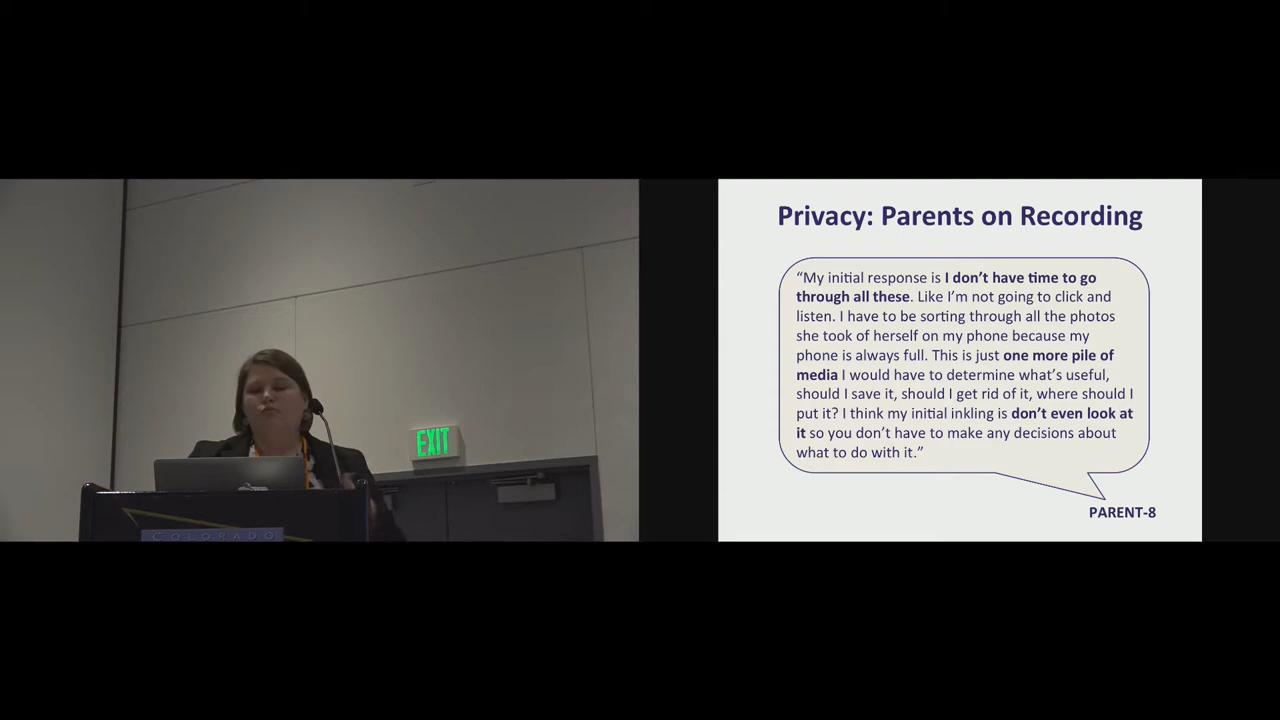 Privacy: Parents on Recording
“My initial response is I don’t have time to go
through all these. Like I’m not going to click and
listen. I have to be sorting through all the photos
she took of herself on my phone because my
phone is always full. This is just one more pile of
media I would have to determine what’s useful,
should I save it, should I get rid of it, where should I
put it? I think my initial inkling is don’t even look at
it so you don’t have to make any decisions about
what to do with it.”
PARENT-8
EXIT
COLORADO